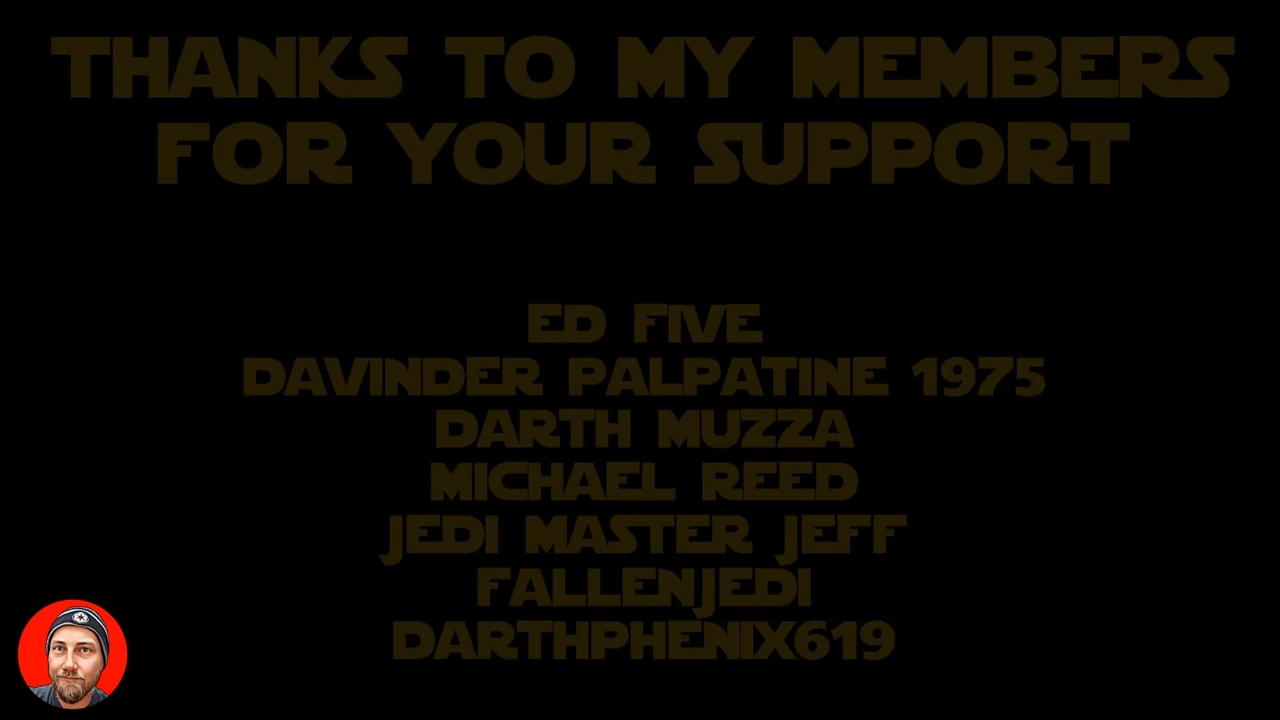 THANKS TO MY MEMBERS
FOR YOUR SUPPORT
ED FIVE
DAVINDER PALPATINE 1975
DARTH MUZZA
MICHAEL REED
JEDI MASTER JEFF
FALLENJEDI
DARTHPHENIX619